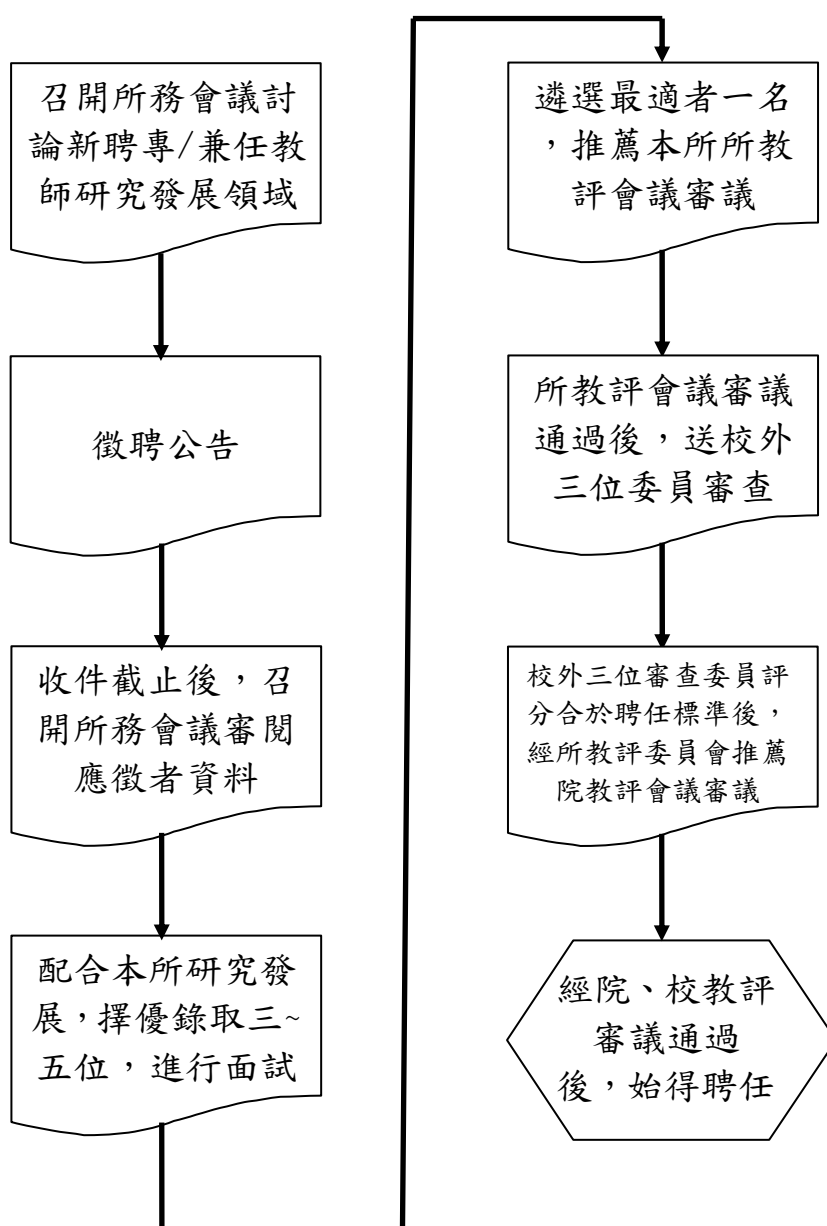 召開所務會議討
論新聘專/兼任教
師研究發展領域
徵聘公告
收件截止後，召
開所務會議審閱
應徵者資料
配合本所研究發
展，擇優錄取三~
五位，進行面試
遴選最適者一名
，推薦本所所教
評會議審議
所教評會議審議
通過後，送校外
三位委員審查
校外三位審查委員評
分合於聘任標準後，
經所教評委員會推薦
院教評會議審議
經院、校教評
審議通過
後，始得聘任